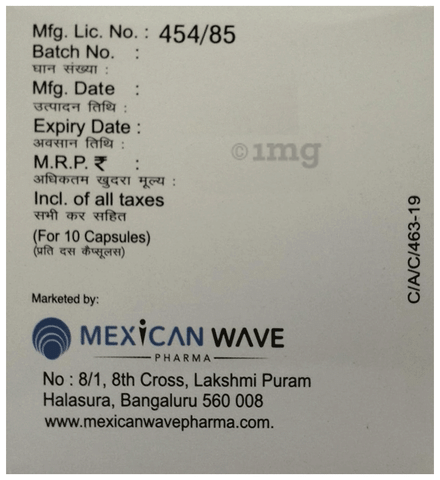 Mfg. Lic. No. : 454/85
Batch No. :
घान संख्या :
Mfg. Date :
उत्पादन तिथि :
Expiry Date :
अवसान तिथि :
M.R.P. ₹ :
अधिकतम खुदरा मूल्य :
Incl. of all taxes
सभी कर सहित
(For 10 Capsules)
(प्रति दस कैप्सूलस)
©1mg
C/A/C/463-19
Marketed by:
MEXICAN WAVE
PHARMA
No : 8/1, 8th Cross, Lakshmi Puram
Halasura, Bangaluru 560 008
www.mexicanwavepharma.com.